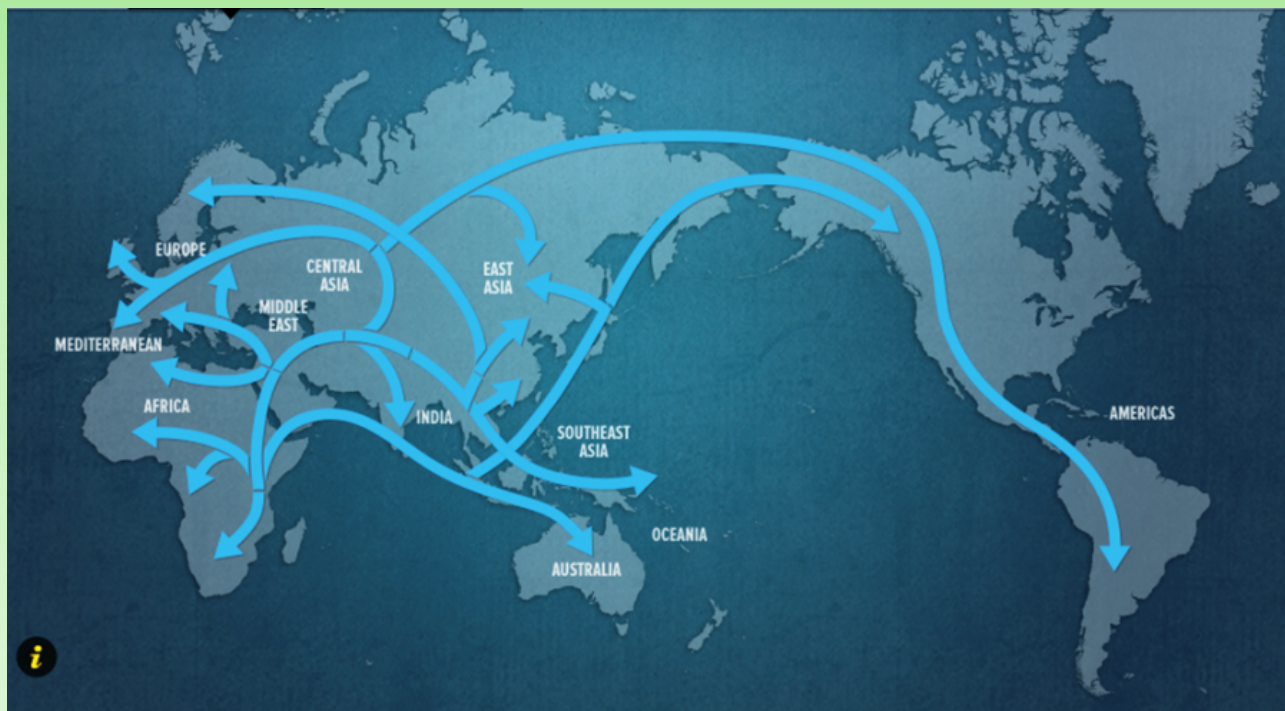 EUROPE
CENTRAL
ASIA
EAST
ASIA
MIDDLE
EAST
MEDITERRANEAN
AFRICA
INDIA
SOUTHEAST
ASIA
AMERICAS
OCEANIA
AUSTRALIA
i